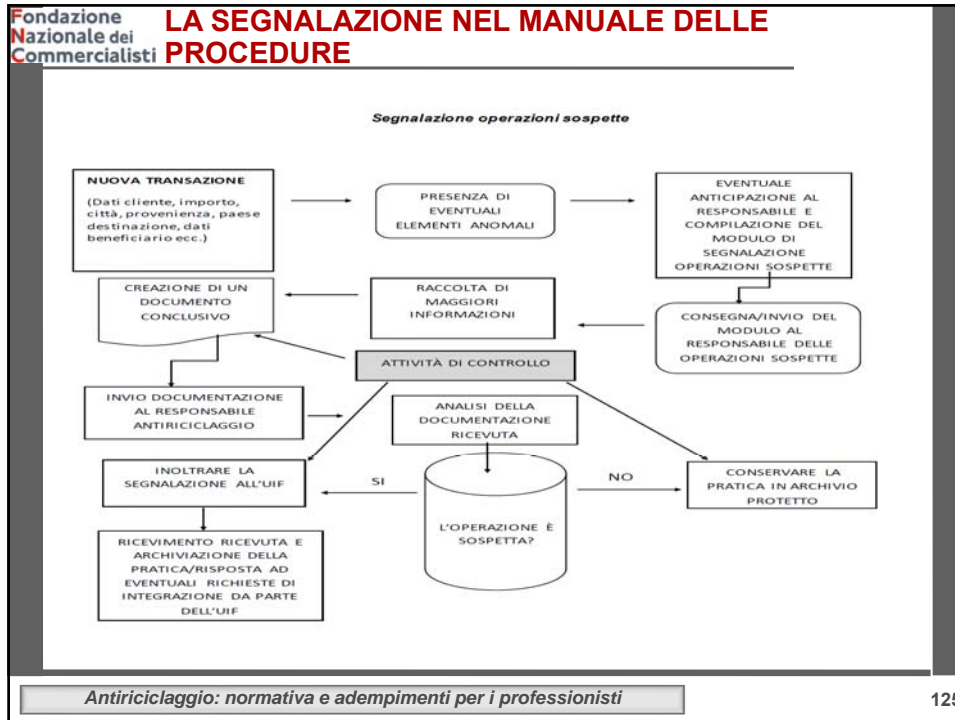 Fondazione
Nazionale dei
Commercialisti
LA SEGNALAZIONE NEL MANUALE DELLE
PROCEDURE
Segnalazione operazioni sospette
NUOVA TRANSAZIONE
(Dati cliente, importo,
città, provenienza, paese
destinazione, dati
beneficiario ecc.)
PRESENZA DI
EVENTUALI
ELEMENTI ANOMALI
EVENTUALE
ANTICIPAZIONE AL
RESPONSABILE E
COMPILAZIONE DEL
MODULO DI
SEGNALAZIONE
OPERAZIONI SOSPETTE
CREAZIONE DI UN
DOCUMENTO
CONCLUSIVO
RACCOLTA DI
MAGGIORI
INFORMAZIONI
CONSEGNA/INVIO DEL
MODULO AL
RESPONSABILE DELLE
OPERAZIONI SOSPETTE
ATTIVITÀ DI CONTROLLO
INVIO DOCUMENTAZIONE
AL RESPONSABILE
ANTIRICICLAGGIO
ANALISI DELLA
DOCUMENTAZIONE
RICEVUTA
INOLTRARE LA
SEGNALAZIONE ALL'UIF
SI
NO
CONSERVARE LA
PRATICA IN ARCHIVIO
PROTETTO
L'OPERAZIONE È
SOSPETTA?
RICEVIMENTO RICEVUTA E
ARCHIVIAZIONE DELLA
PRATICA/RISPOSTA AD
EVENTUALI RICHIESTE DI
INTEGRAZIONE DA PARTE
DELL'UIF
Antiriciclaggio: normativa e adempimenti per i professionisti
125